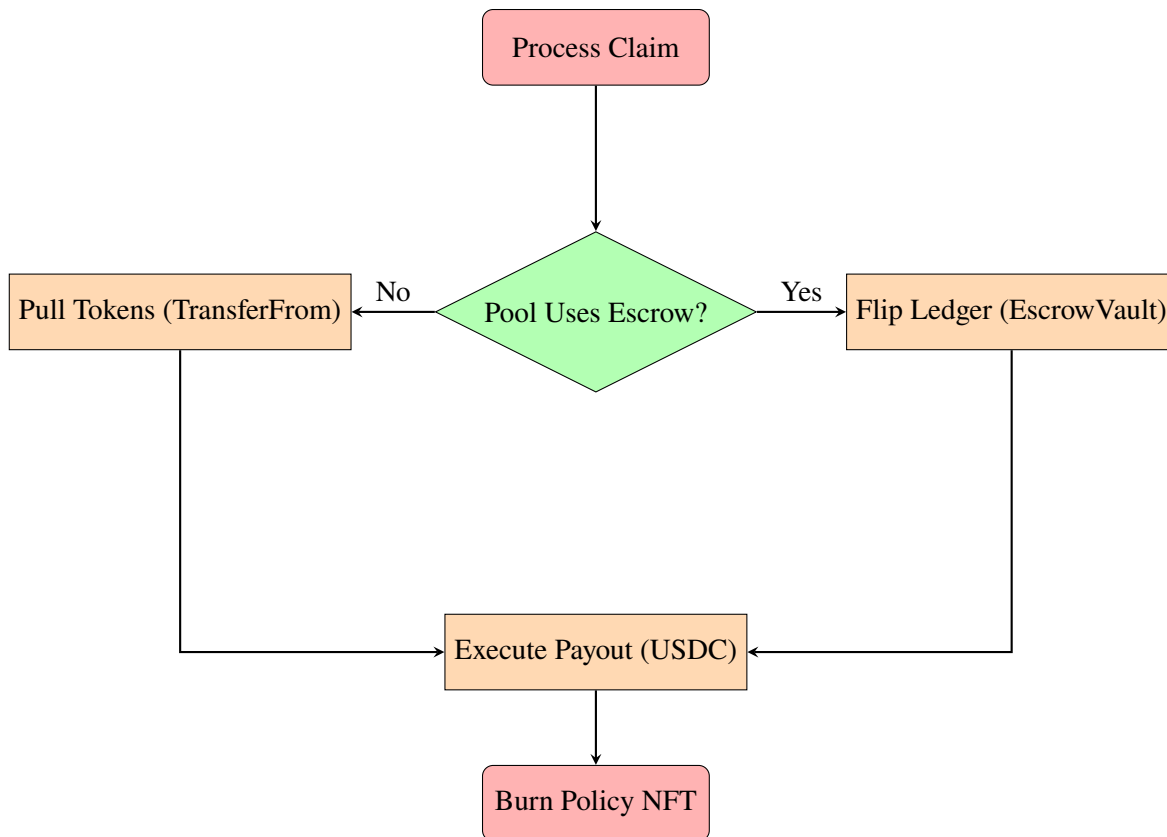 Process Claim
No
Yes
Pull Tokens (TransferFrom)
Pool Uses Escrow?
Flip Ledger (EscrowVault)
Execute Payout (USDC)
Burn Policy NFT